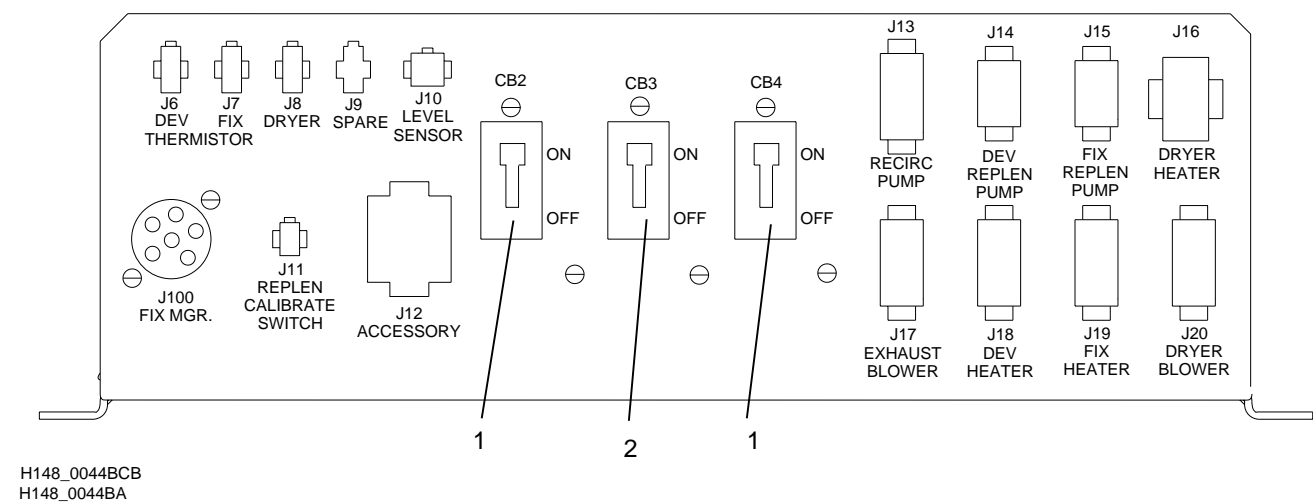 J6
DEV
J7
FIX
THERMISTOR
J8
DRYER
J9
SPARE
J10
LEVEL
SENSOR
CB2
ON
OFF
CB3
ON
OFF
CB4
ON
OFF
J13
RECIRC
PUMP
J14
DEV
REPLEN
PUMP
J15
FIX
REPLEN
PUMP
J16
DRYER
HEATER
J100
FIX MGR.
J11
REPLEN
CALIBRATE
SWITCH
J12
ACCESSORY
J17
EXHAUST
BLOWER
J18
DEV
HEATER
J19
FIX
HEATER
J20
DRYER
BLOWER
1
2
1
H148_0044BCB
H148_0044BA